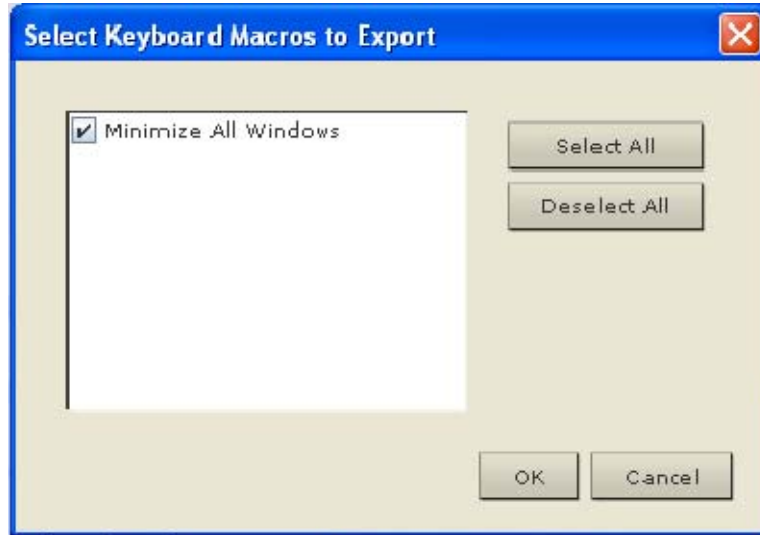 Select Keyboard Macros to Export
Minimize All Windows
Select All
Deselect All
OK
Cancel